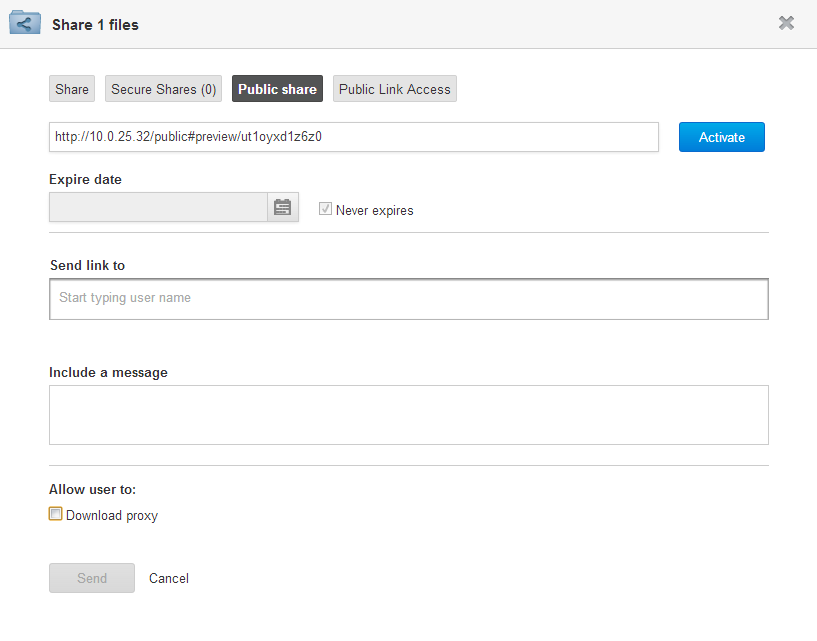 Share 1 files
Share Secure Shares (0) Public share Public Link Access
http://10.0.25.32/public#preview/ut1oyxd1z6z0 Activate
Expire date
Never expires
Send link to
Start typing user name
Include a message
Allow user to:
Download proxy
Send Cancel